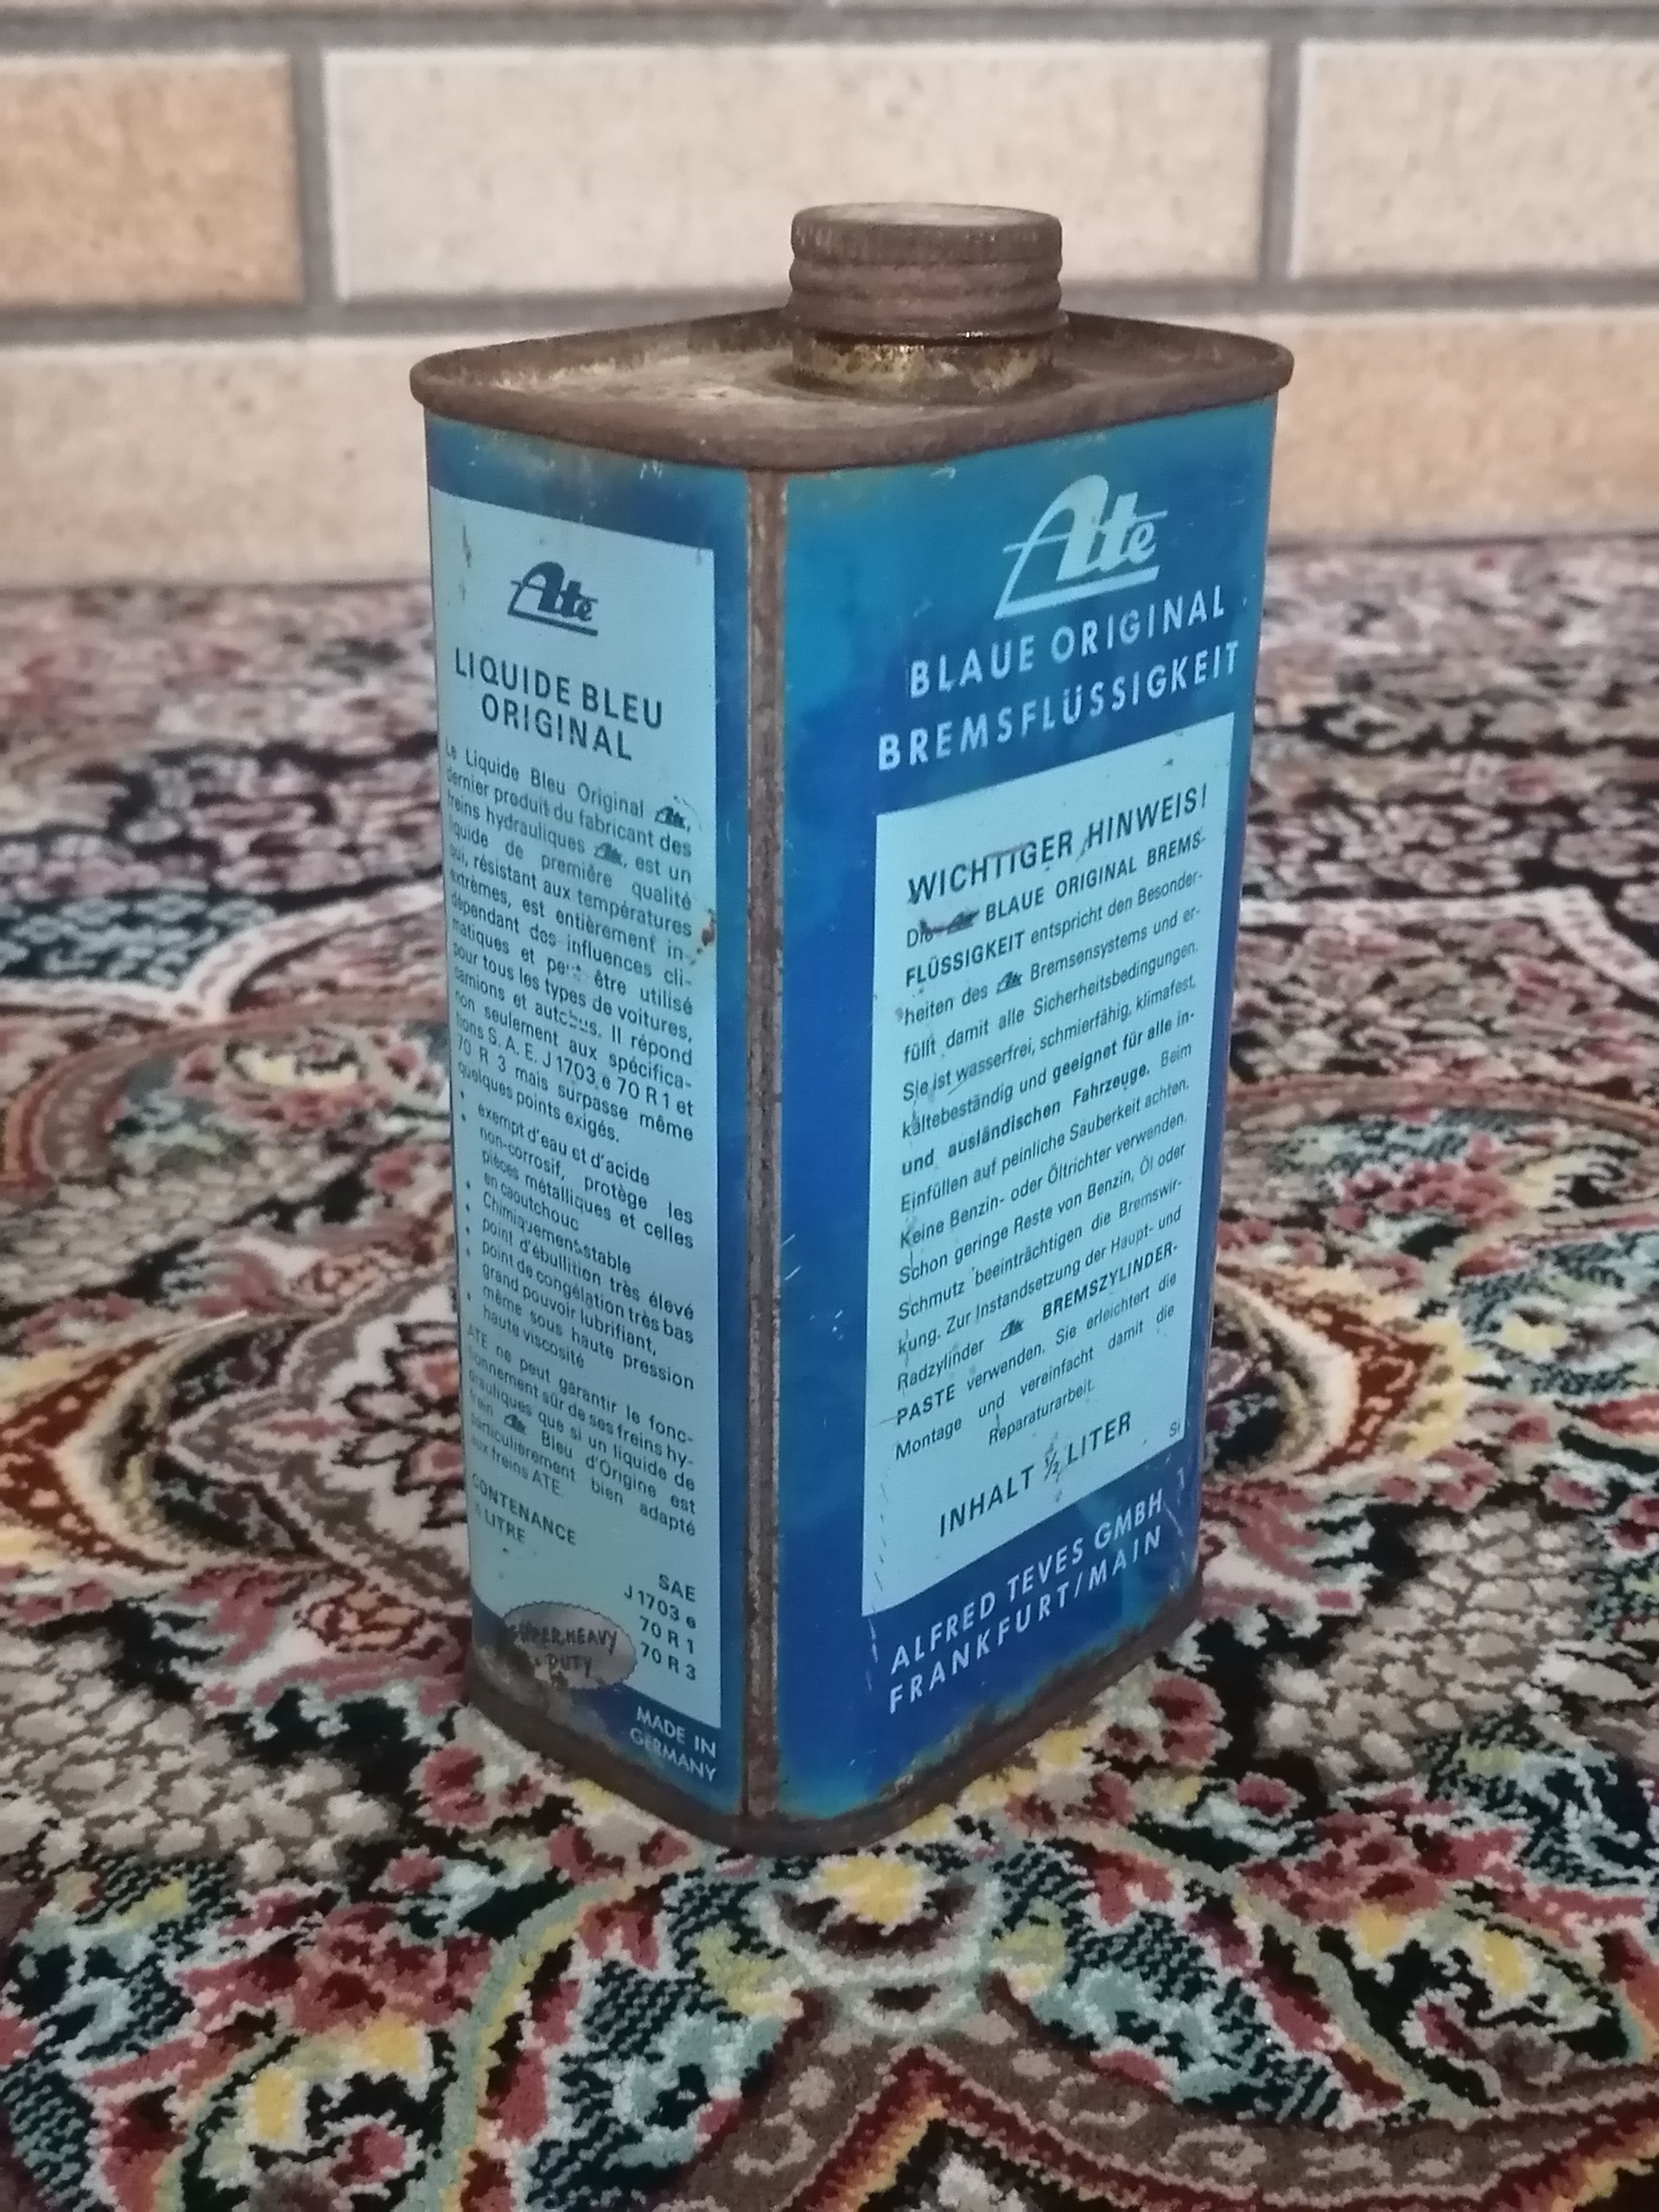 Ate
LIQUIDE BLEU
ORIGINAL
Le Liquide Bleu Original Ate,
dernier produit du fabricant des
freins hydrauliques Ate, est un
liquide de première qualité
qui, résistant aux températures
extrêmes, est entièrement in-
dépendant des influences cli-
matiques et peut être utilisé
pour tous les types de voitures,
camions et autobus. Il répond
non seulement aux spécifica-
tions S. A. E. J 1703 e 70 R 1 et
70 R 3 mais surpasse même
quelques points exigés.
• exempt d'eau et d'acide
• non-corrosif, protège les
pièces métalliques et celles
en caoutchouc
• Chimiquement stable
• point d'ébullition très élevé
• point de congélation très bas
• grand pouvoir lubrifiant,
même sous haute pression
• haute viscosité
ATE ne peut garantir le fonc-
tionnement sûr de ses freins hy-
drauliques que si un liquide de
frein Ate Bleu d'Origine est
particulièrement bien adapté
aux freins ATE.
CONTENANCE
LITRE
SAE
J 1703 e
70 R 1
70 R 3
SUPER HEAVY
DUTY
MADE IN
GERMANY
Ate
BLAUE ORIGINAL
BREMSFLÜSSIGKEIT
WICHTIGER HINWEIS!
Die Ate BLAUE ORIGINAL BREMS-
FLÜSSIGKEIT entspricht den Besonder-
heiten des Ate Bremsensystems und er-
füllt damit alle Sicherheitsbedingungen.
Sie ist wasserfrei, schmierfähig, klimafest,
kältebeständig und geeignet für alle in-
und ausländischen Fahrzeuge. Beim
Einfüllen auf peinliche Sauberkeit achten.
Keine Benzin- oder Öltrichter verwenden.
Schon geringe Reste von Benzin, Öl oder
Schmutz beeinträchtigen die Bremswir-
kung. Zur Instandsetzung der Haupt- und
Radzylinder Ate BREMSZYLINDER-
PASTE verwenden. Sie erleichtert die
Montage und vereinfacht damit die
Reparaturarbeit.
INHALT ½ LITER
Si
ALFRED TEVES GMBH
FRANKFURT/MAIN